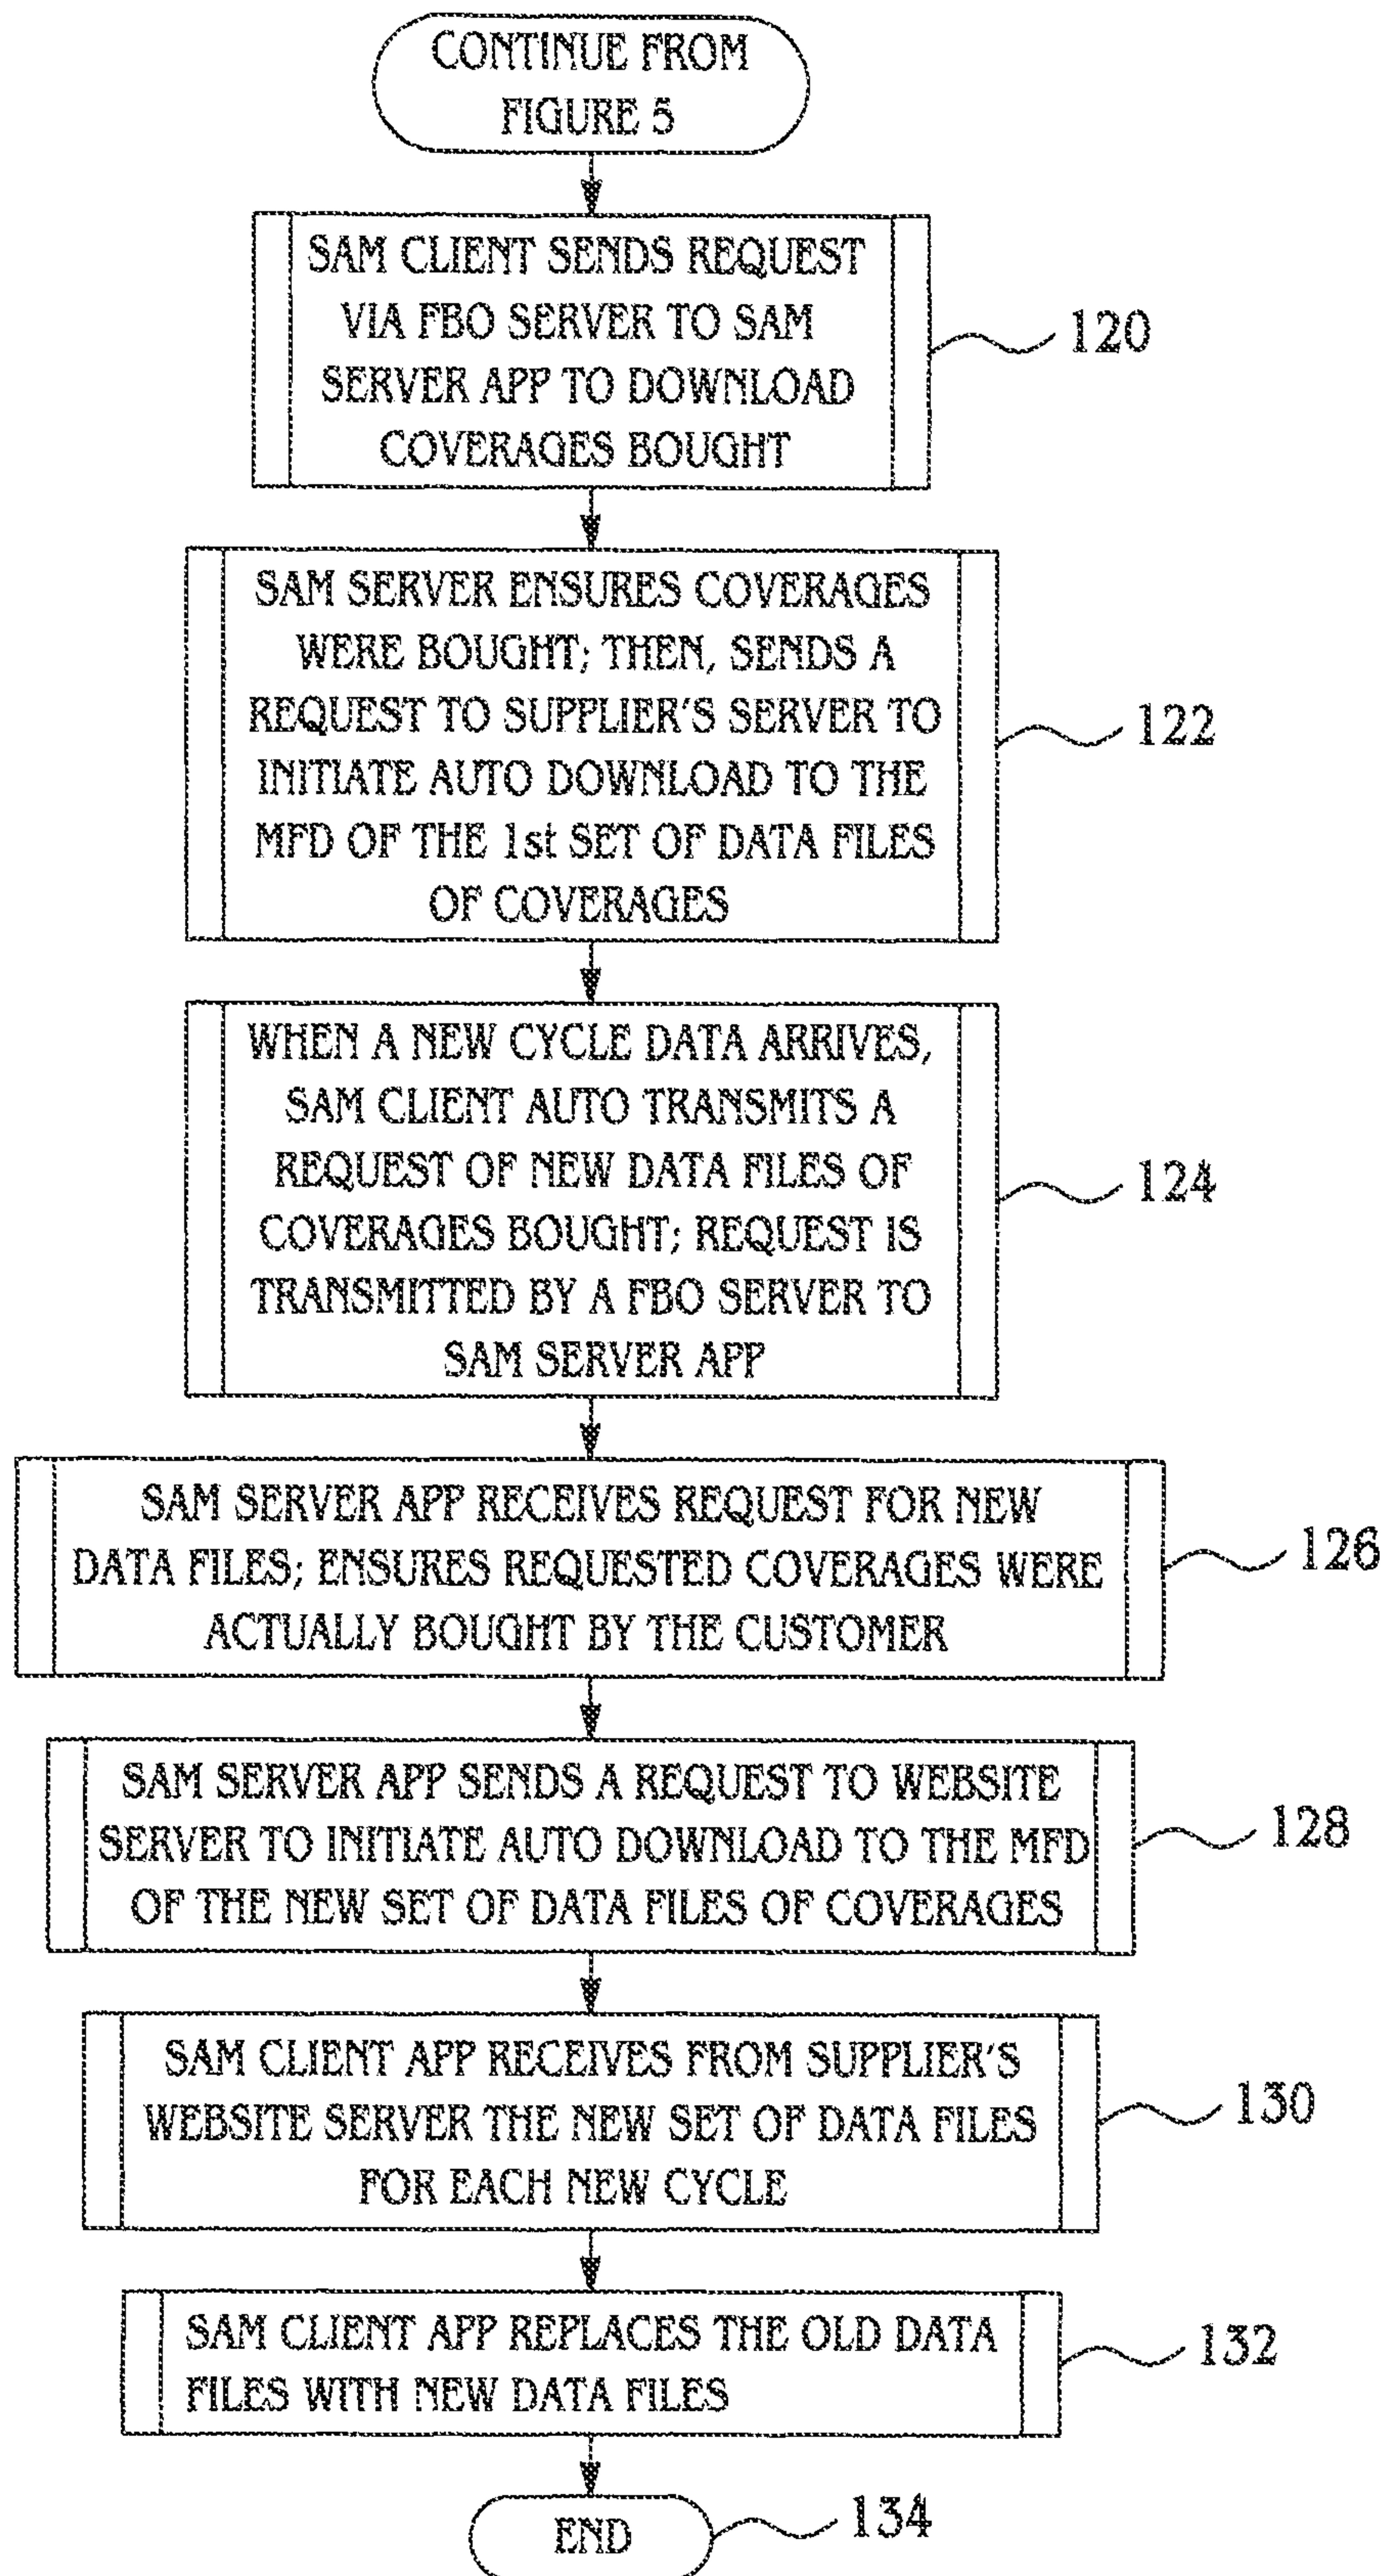 CONTINUE FROM
FIGURE 5
SAM CLIENT SENDS REQUEST
VIA FBO SERVER TO SAM
SERVER APP TO DOWNLOAD
COVERAGES BOUGHT
120
SAM SERVER ENSURES COVERAGES
WERE BOUGHT; THEN, SENDS A
REQUEST TO SUPPLIER'S SERVER TO
INITIATE AUTO DOWNLOAD TO THE
MFD OF THE 1st SET OF DATA FILES
OF COVERAGES
122
WHEN A NEW CYCLE DATA ARRIVES,
SAM CLIENT AUTO TRANSMITS A
REQUEST OF NEW DATA FILES OF
COVERAGES BOUGHT; REQUEST IS
TRANSMITTED BY A FBO SERVER TO
SAM SERVER APP
124
SAM SERVER APP RECEIVES REQUEST FOR NEW
DATA FILES; ENSURES REQUESTED COVERAGES WERE
ACTUALLY BOUGHT BY THE CUSTOMER
126
SAM SERVER APP SENDS A REQUEST TO WEBSITE
SERVER TO INITIATE AUTO DOWNLOAD TO THE MFD
OF THE NEW SET OF DATA FILES OF COVERAGES
128
SAM CLIENT APP RECEIVES FROM SUPPLIER'S
WEBSITE SERVER THE NEW SET OF DATA FILES
FOR EACH NEW CYCLE
130
SAM CLIENT APP REPLACES THE OLD DATA
FILES WITH NEW DATA FILES
132
END
134